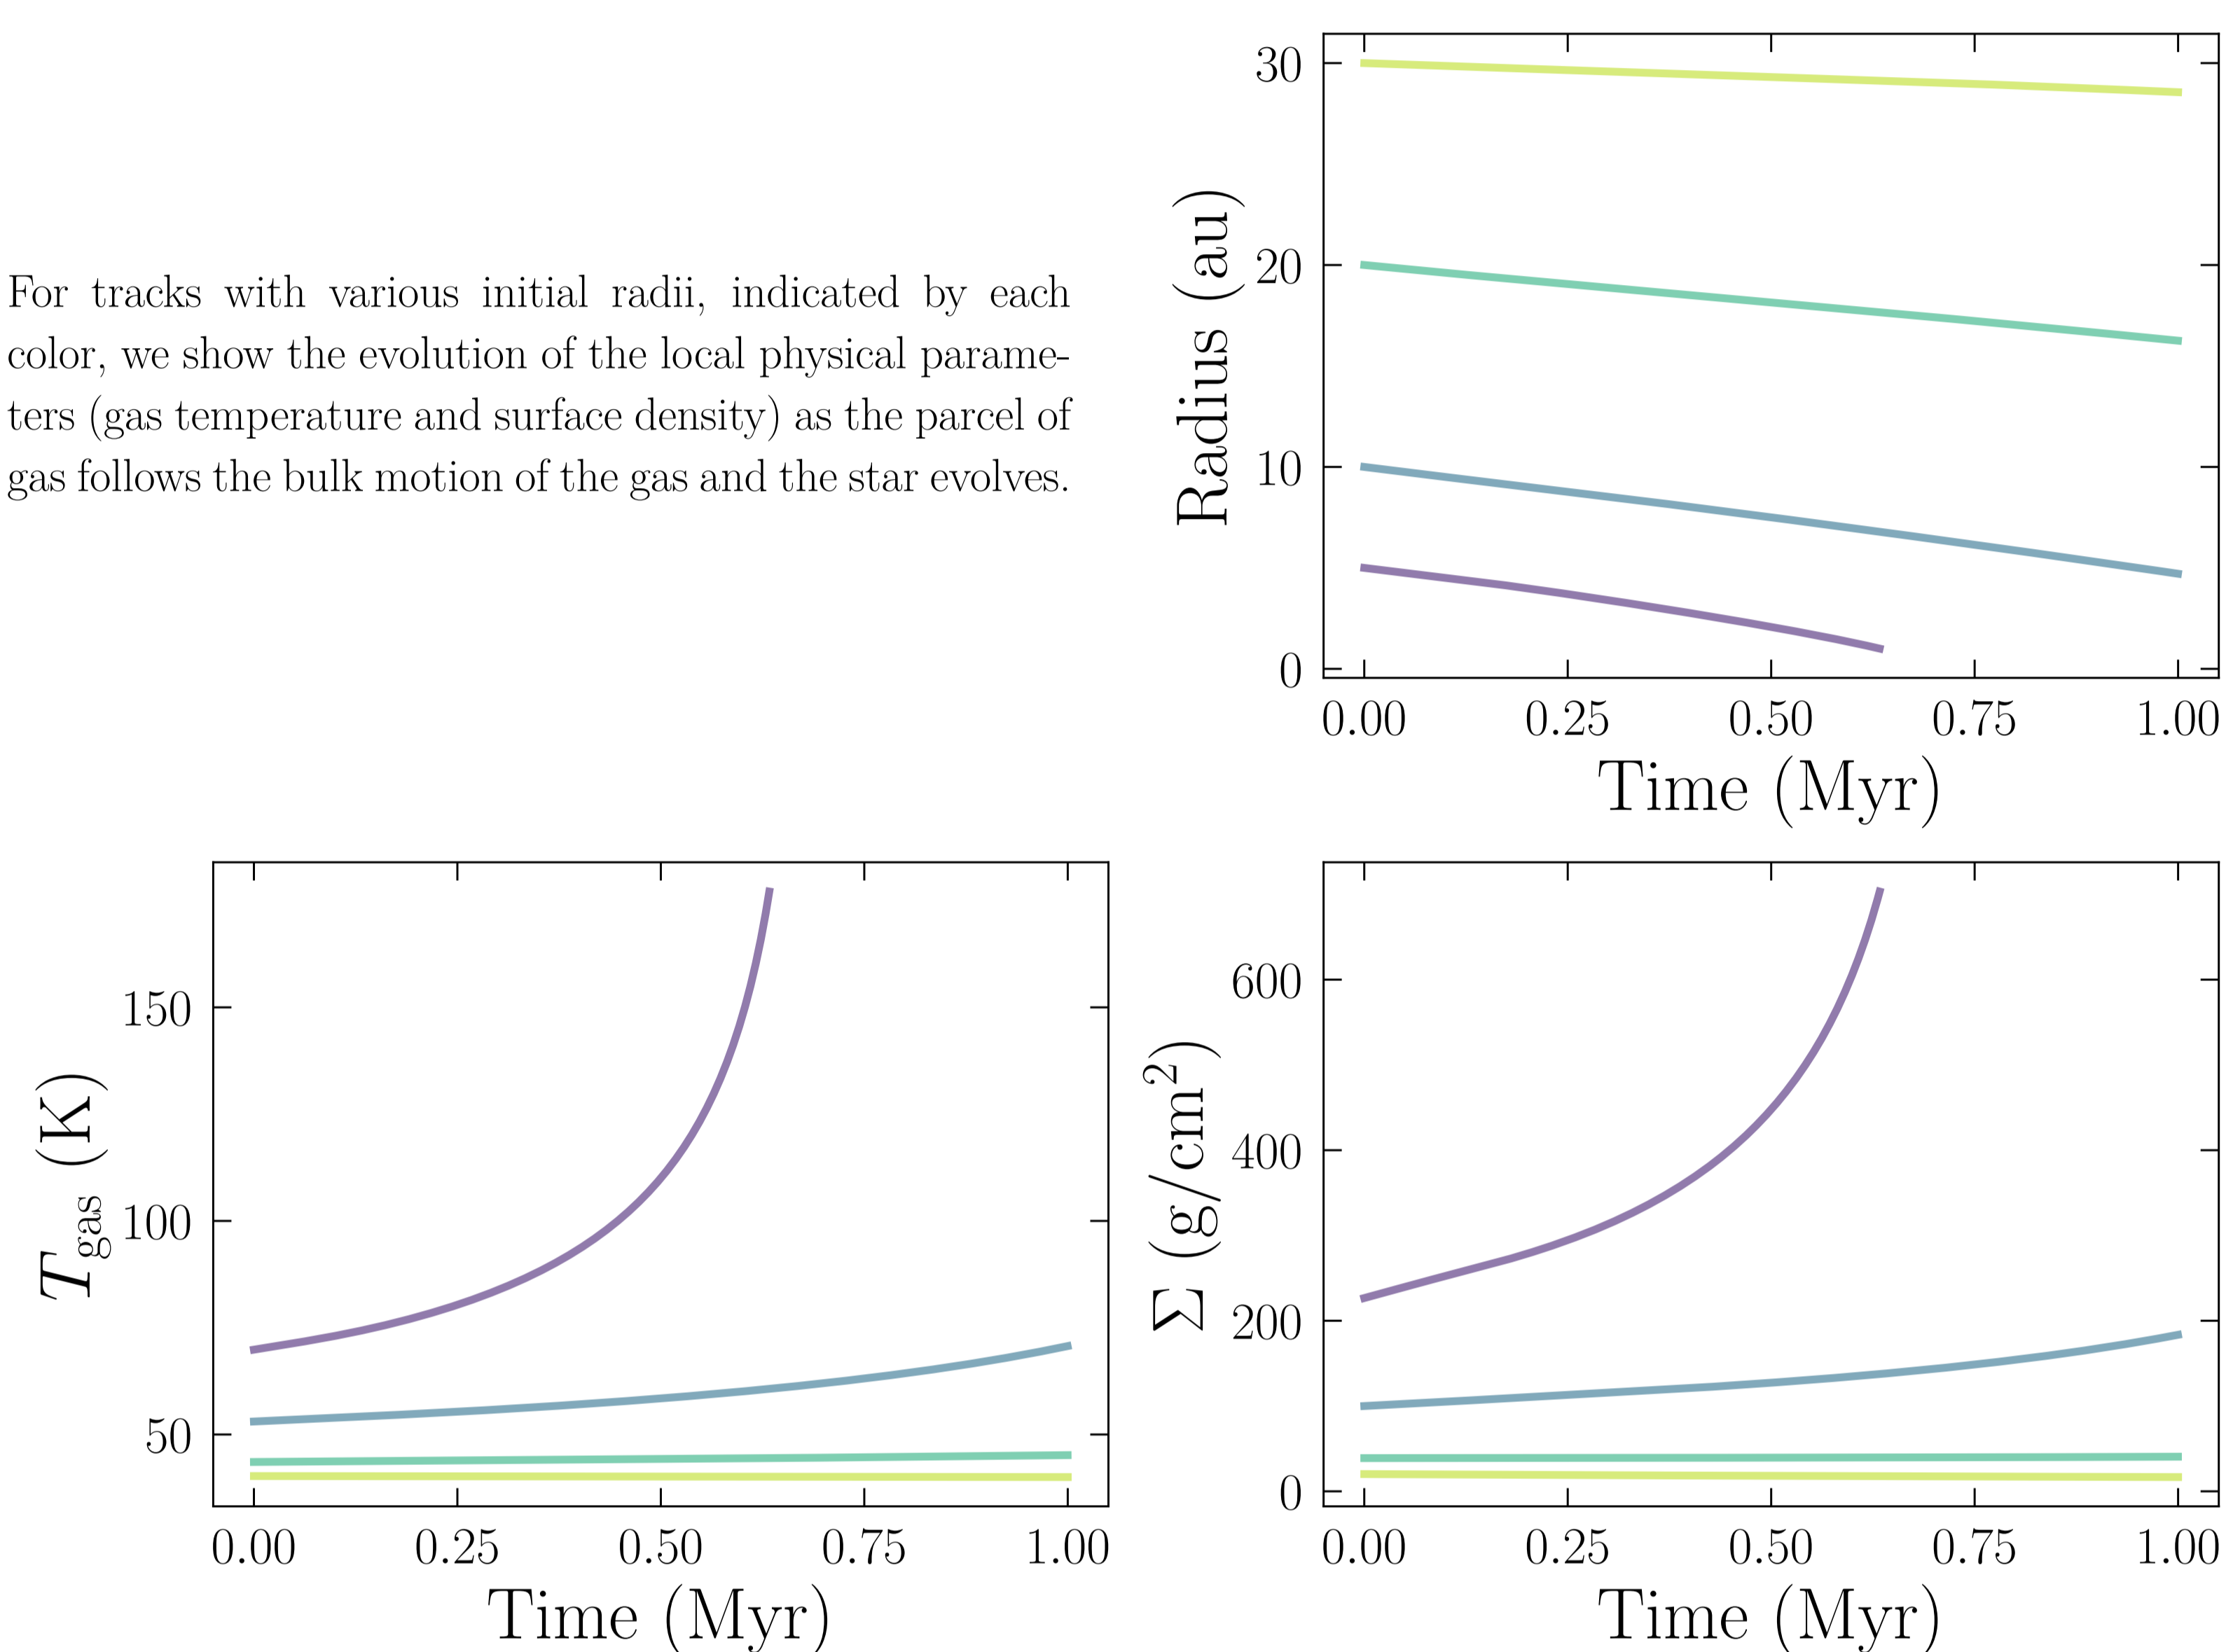 For tracks with various initial radii, indicated by each
color, we show the evolution of the local physical parame-
ters (gas temperature and surface density) as the parcel of
gas follows the bulk motion of the gas and the star evolves.
Radius (au)
30
20
10
0
0.00 0.25 0.50 0.75 1.00
Time (Myr)
T_gas (K)
150
100
50
0.00 0.25 0.50 0.75 1.00
Time (Myr)
Σ (g/cm²)
600
400
200
0
0.00 0.25 0.50 0.75 1.00
Time (Myr)